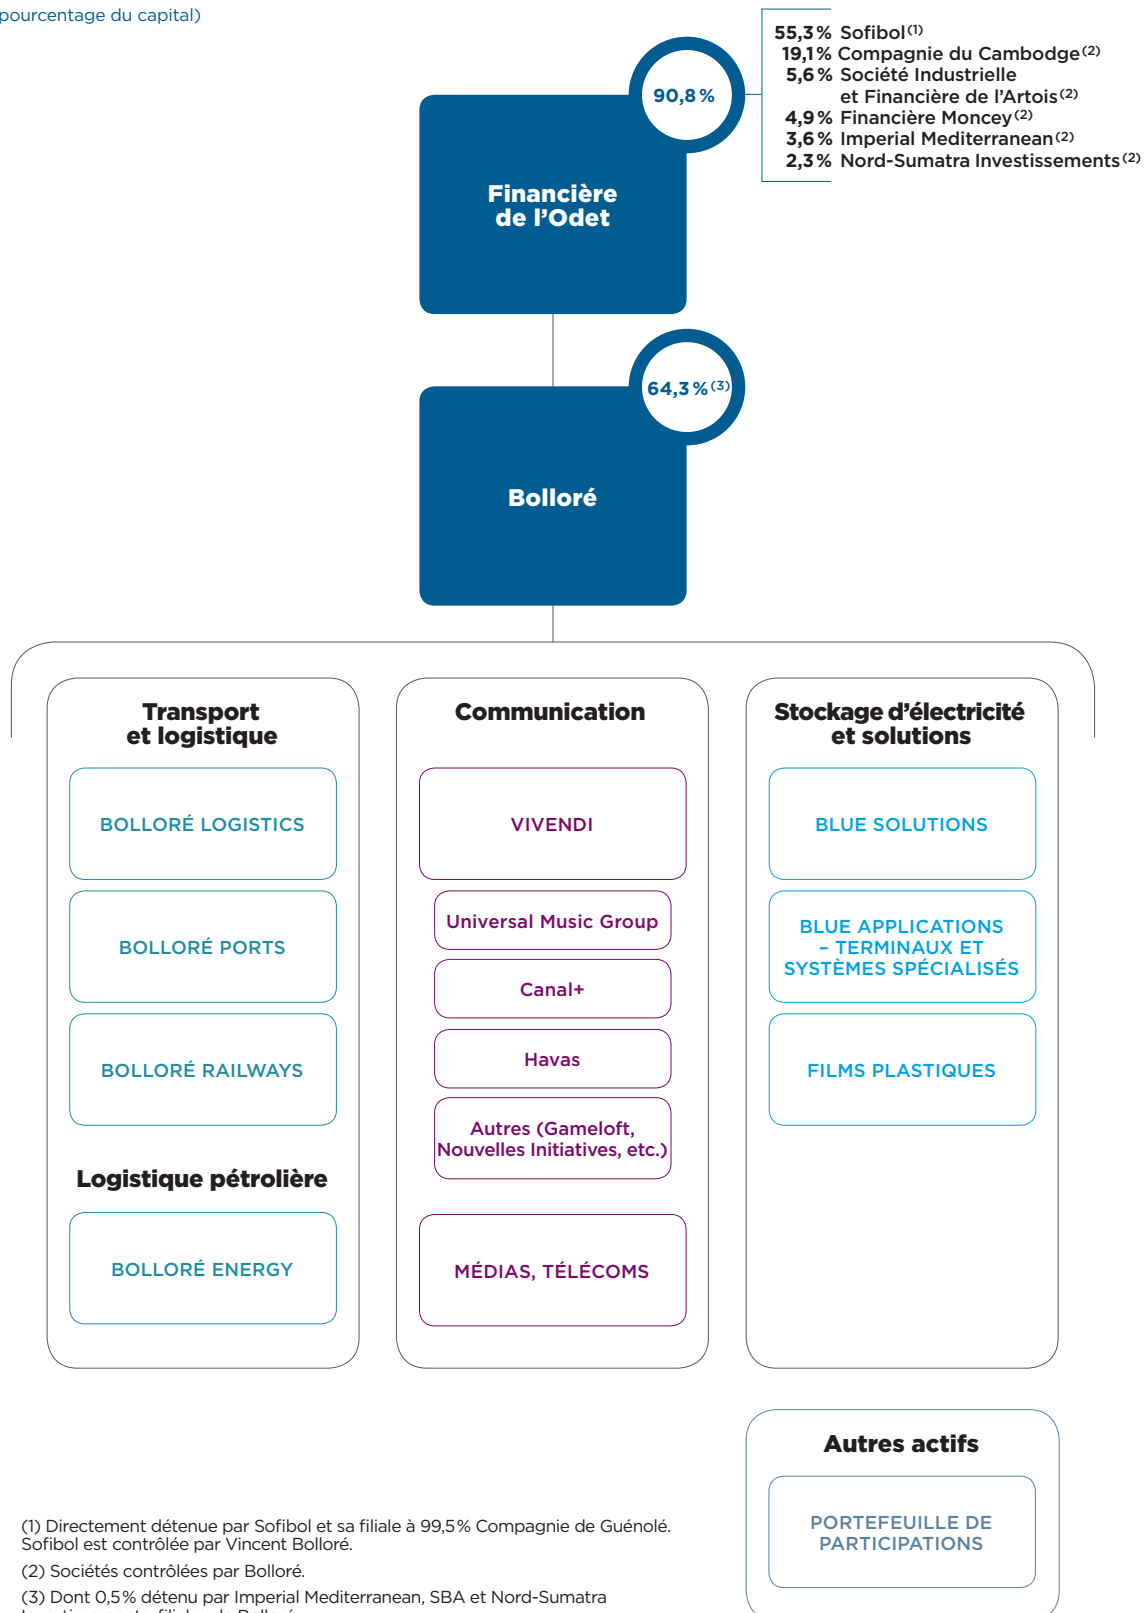 pourcentage du capital)
90,8 %
55,3 % Sofibol (1)
19,1 % Compagnie du Cambodge (2)
5,6 % Société Industrielle
et Financière de l'Artois (2)
4,9 % Financière Moncey (2)
3,6 % Imperial Mediterranean (2)
2,3 % Nord-Sumatra Investissements (2)
Financière
de l'Odet
64,3 % (3)
Bolloré
Transport
et logistique
BOLLORÉ LOGISTICS
BOLLORÉ PORTS
BOLLORÉ RAILWAYS
Logistique pétrolière
BOLLORÉ ENERGY
Communication
VIVENDI
Universal Music Group
Canal+
Havas
Autres (Gameloft,
Nouvelles Initiatives, etc.)
MÉDIAS, TÉLÉCOMS
Stockage d'électricité
et solutions
BLUE SOLUTIONS
BLUE APPLICATIONS
– TERMINAUX ET
SYSTÈMES SPÉCIALISÉS
FILMS PLASTIQUES
Autres actifs
PORTEFEUILLE DE
PARTICIPATIONS
(1) Directement détenue par Sofibol et sa filiale à 99,5 % Compagnie de Guénolé.
Sofibol est contrôlée par Vincent Bolloré.
(2) Sociétés contrôlées par Bolloré.
(3) Dont 0,5 % détenu par Imperial Mediterranean, SBA et Nord-Sumatra